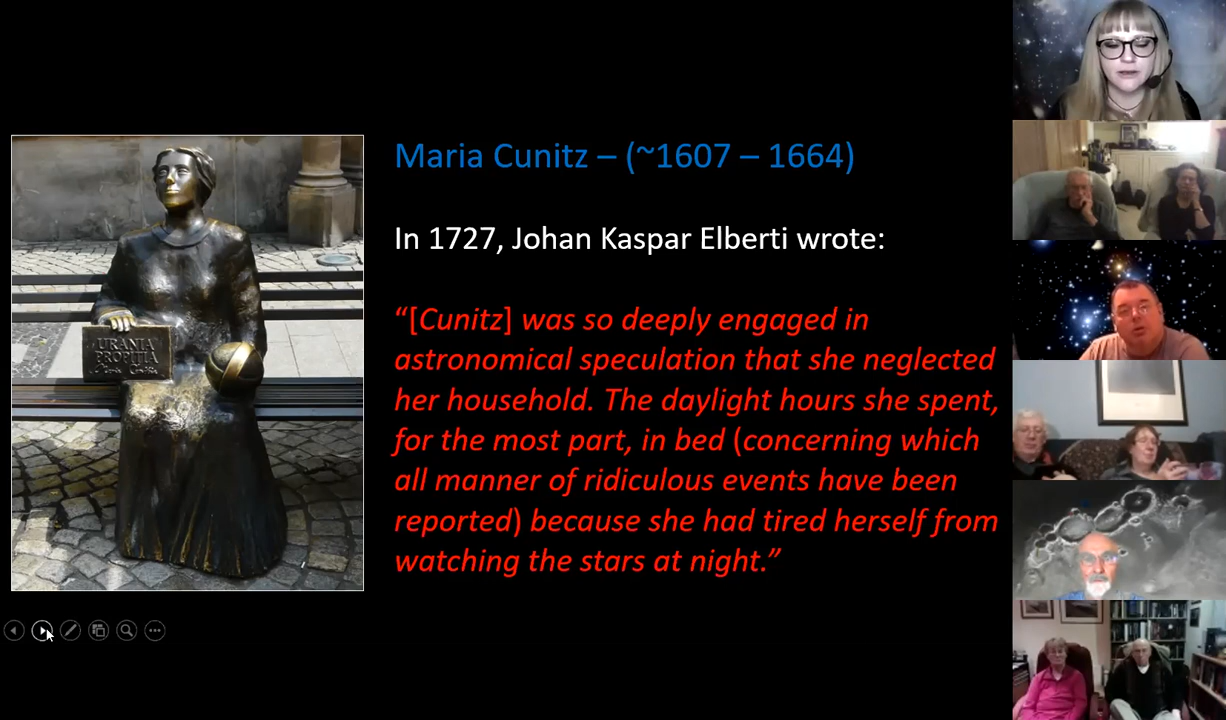 Maria Cunitz – (~1607 – 1664)
In 1727, Johan Kaspar Elberti wrote:
“[Cunitz] was so deeply engaged in
astronomical speculation that she neglected
her household. The daylight hours she spent,
for the most part, in bed (concerning which
all manner of ridiculous events have been
reported) because she had tired herself from
watching the stars at night.”
URANIA
PROPITIA